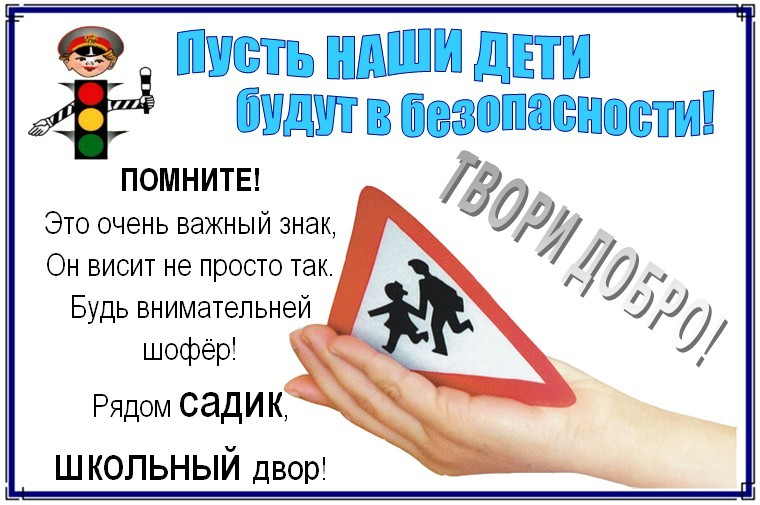 Пусть НАШИ ДЕТИ
будут в безопасности!
ТВОРИ ДОБРО!
ПОМНИТЕ!
Это очень важный знак,
Он висит не просто так.
Будь внимательней
шофёр!
Рядом садик,
школьный двор!